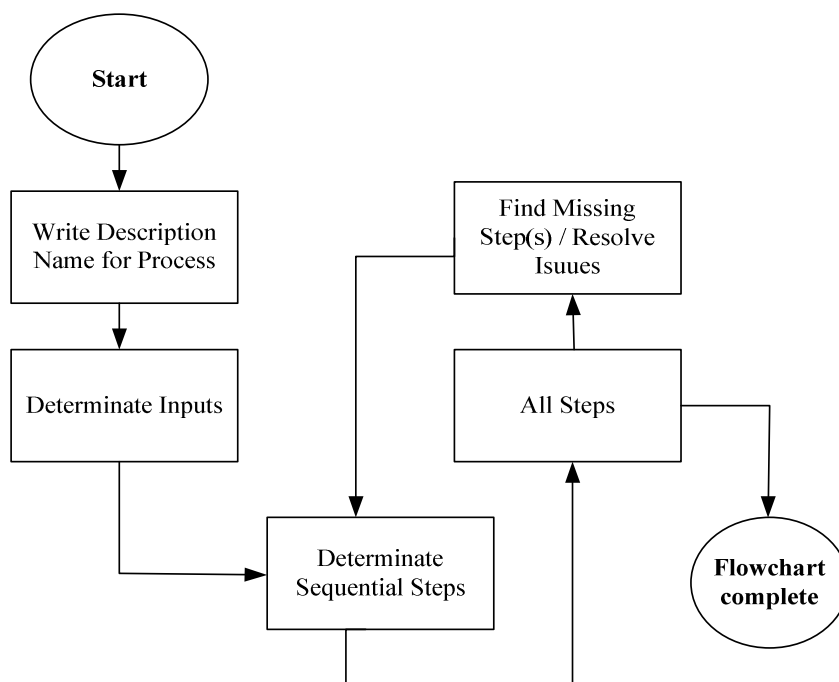 Start
Write Description
Name for Process
Determinate Inputs
Find Missing
Step(s) / Resolve
Isuues
All Steps
Determinate
Sequential Steps
Flowchart
complete